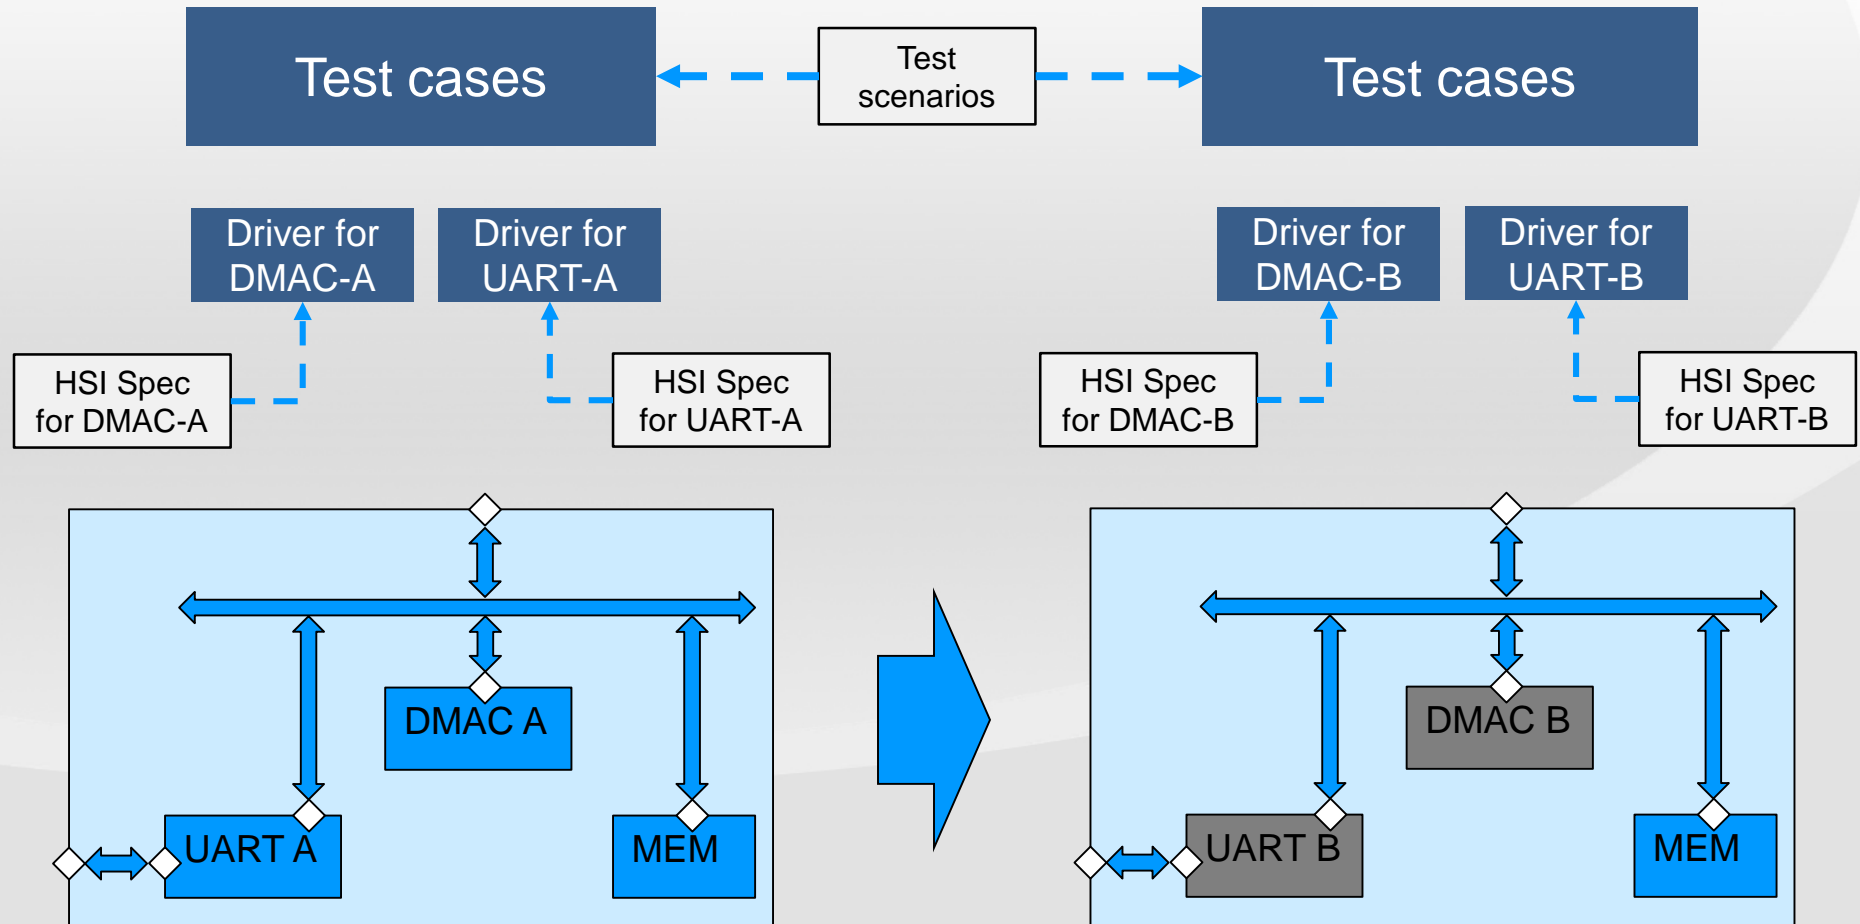 Test cases
Test
scenarios
Test cases
Driver for
DMAC-A
Driver for
UART-A
Driver for
DMAC-B
Driver for
UART-B
HSI Spec
for DMAC-A
HSI Spec
for UART-A
HSI Spec
for DMAC-B
HSI Spec
for UART-B
DMAC A
UART A
MEM
DMAC B
UART B
MEM